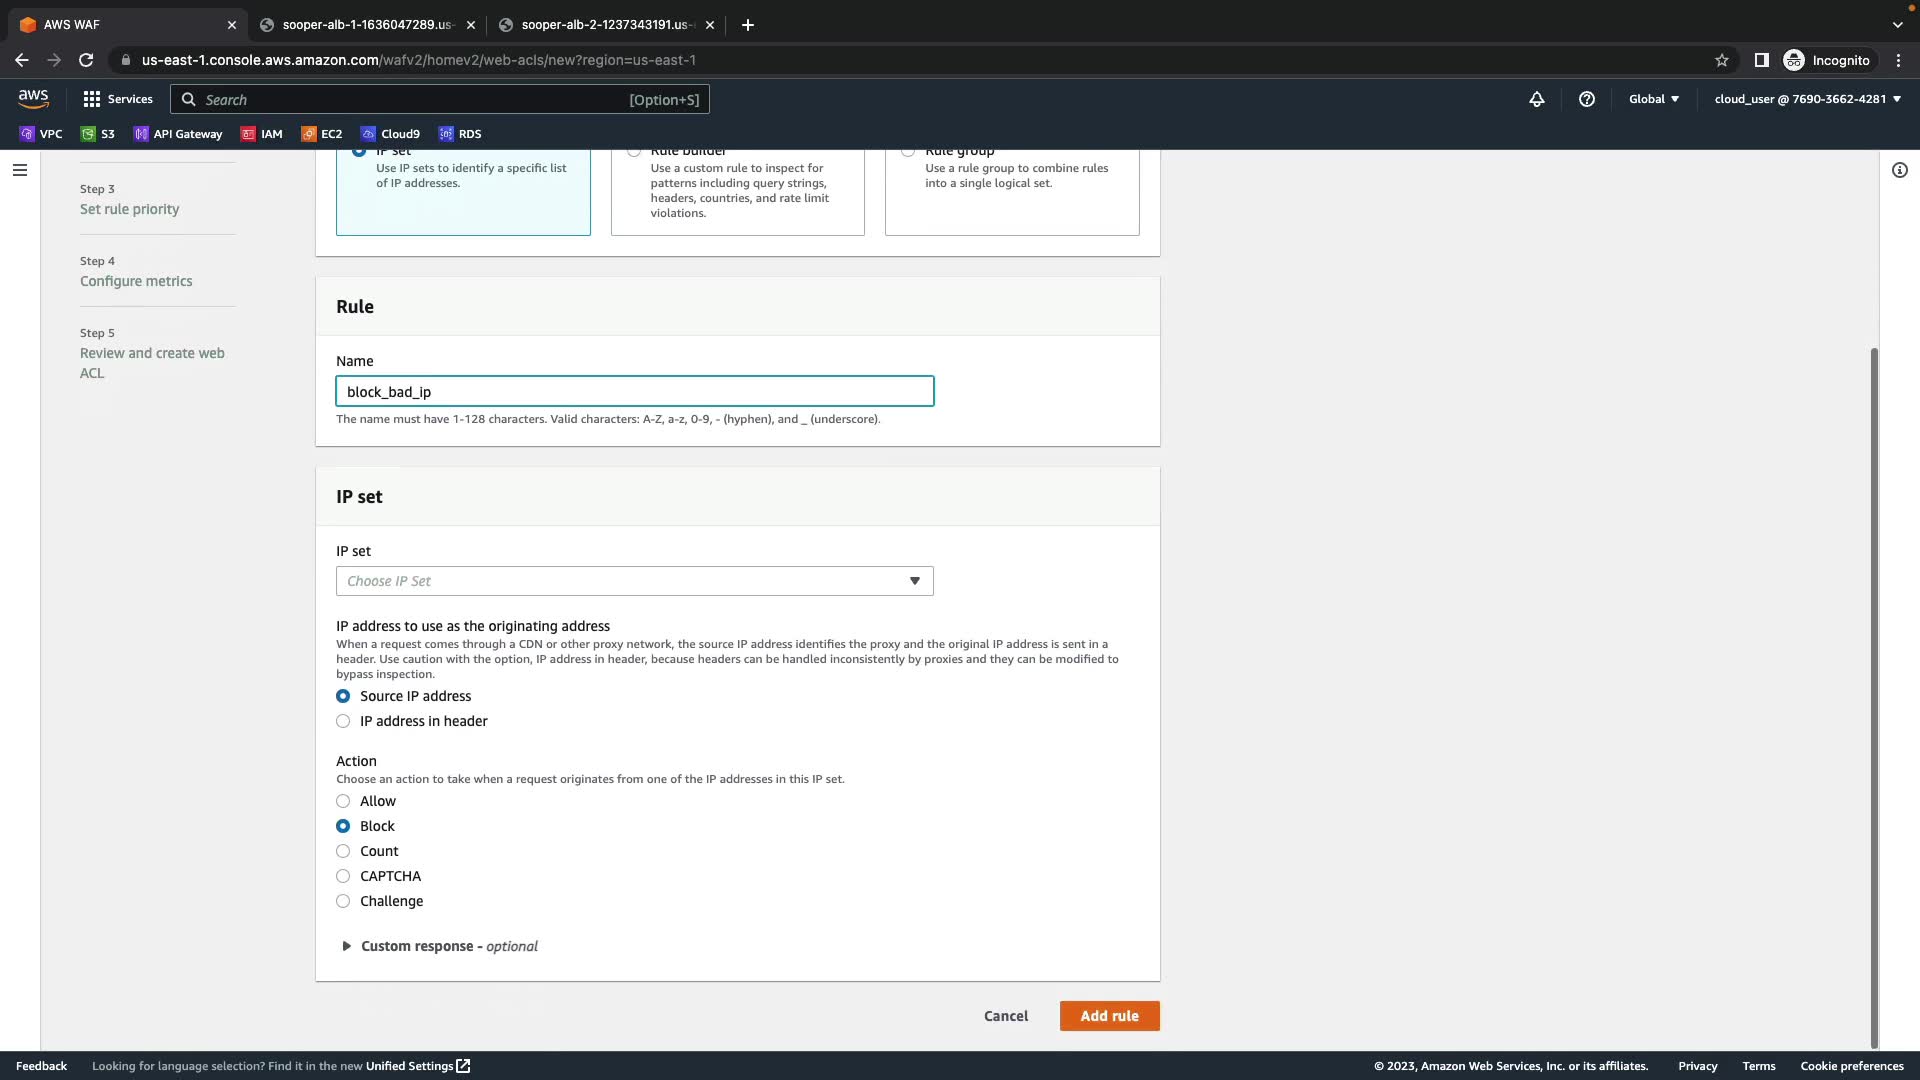 AWS WAF
sooper-alb-1-1636047289.us-
sooper-alb-2-1237343191.us-
us-east-1.console.aws.amazon.com/wafv2/homev2/web-acls/new?region=us-east-1
Incognito
aws
Services
Search
[Option+S]
Global
cloud_user @ 7690-3662-4281
VPC
S3
API Gateway
IAM
EC2
Cloud9
RDS
Step 3
Set rule priority
Step 4
Configure metrics
Step 5
Review and create web
ACL
IP set
Use IP sets to identify a specific list
of IP addresses.
Rule builder
Use a custom rule to inspect for
patterns including query strings,
headers, countries, and rate limit
violations.
Rule group
Use a rule group to combine rules
into a single logical set.
Rule
Name
block_bad_ip
The name must have 1-128 characters. Valid characters: A-Z, a-z, 0-9, - (hyphen), and _ (underscore).
IP set
IP set
Choose IP Set
IP address to use as the originating address
When a request comes through a CDN or other proxy network, the source IP address identifies the proxy and the original IP address is sent in a
header. Use caution with the option, IP address in header, because headers can be handled inconsistently by proxies and they can be modified to
bypass inspection.
Source IP address
IP address in header
Action
Choose an action to take when a request originates from one of the IP addresses in this IP set.
Allow
Block
Count
CAPTCHA
Challenge
Custom response - optional
Cancel
Add rule
Feedback
Looking for language selection? Find it in the new Unified Settings
© 2023, Amazon Web Services, Inc. or its affiliates.
Privacy
Terms
Cookie preferences